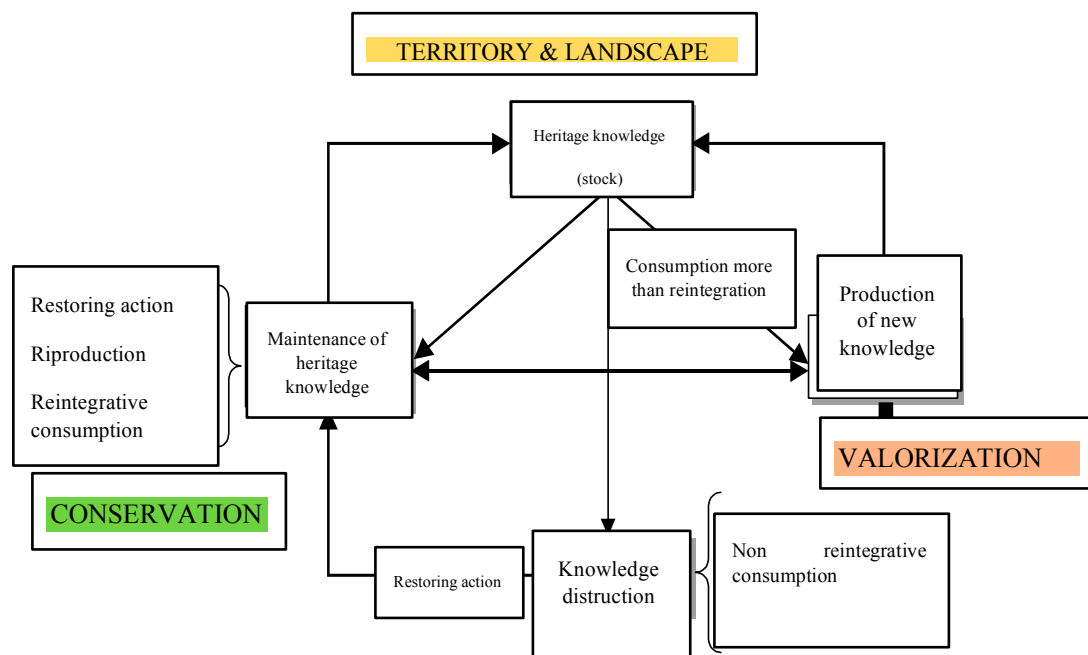 TERRITORY & LANDSCAPE
Heritage knowledge
(stock)
Consumption more
than reintegration
Production
of new
knowledge
Restoring action
Riproduction
Reintegrative
consumption
Maintenance of
heritage
knowledge
VALORIZATION
CONSERVATION
Restoring action
Knowledge
distruction
Non reintegrative
consumption